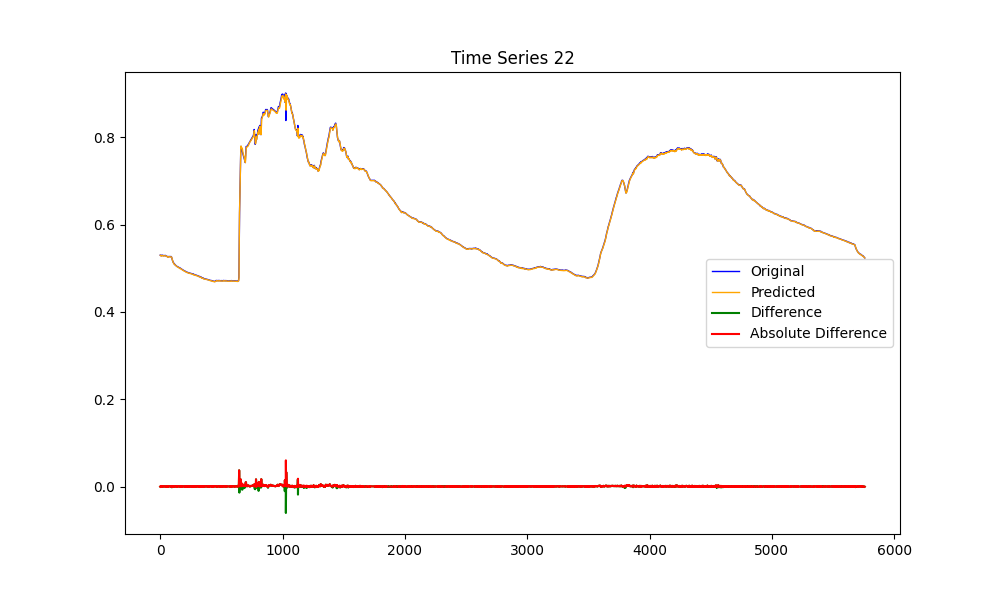 Time Series 22
0.8
0.6
0.4
0.2
0.0
0 1000 2000 3000 4000 5000 6000
Original
Predicted
Difference
Absolute Difference